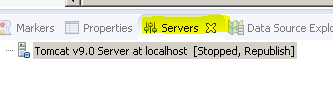 Markers Properties Servers Data Source Explo
Tomcat v9.0 Server at localhost [Stopped, Republish]